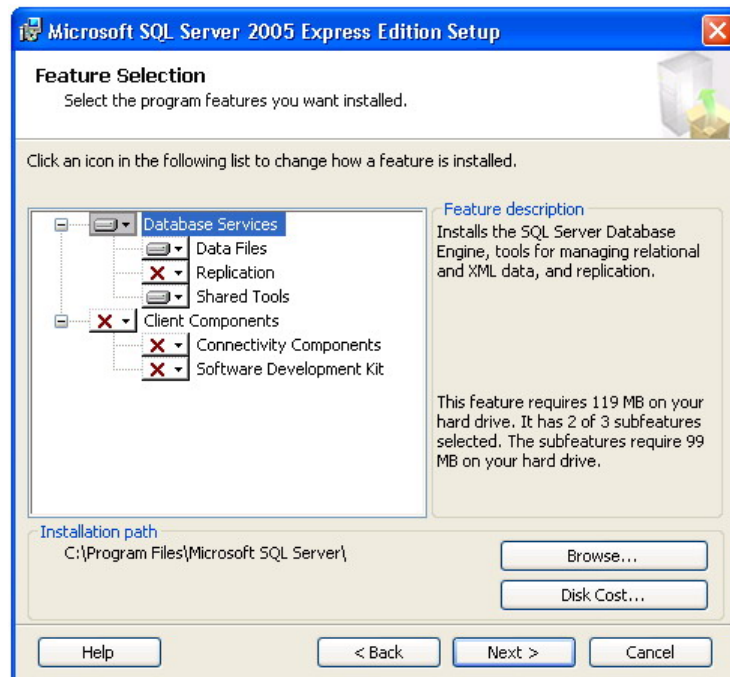 Microsoft SQL Server 2005 Express Edition Setup
Feature Selection
Select the program features you want installed.
Click an icon in the following list to change how a feature is installed.
Database Services
Data Files
Replication
Shared Tools
Client Components
Connectivity Components
Software Development Kit
Feature description
Installs the SQL Server Database
Engine, tools for managing relational
and XML data, and replication.
This feature requires 119 MB on your
hard drive. It has 2 of 3 subfeatures
selected. The subfeatures require 99
MB on your hard drive.
Installation path
C:\Program Files\Microsoft SQL Server\
Browse...
Disk Cost...
Help
< Back
Next >
Cancel